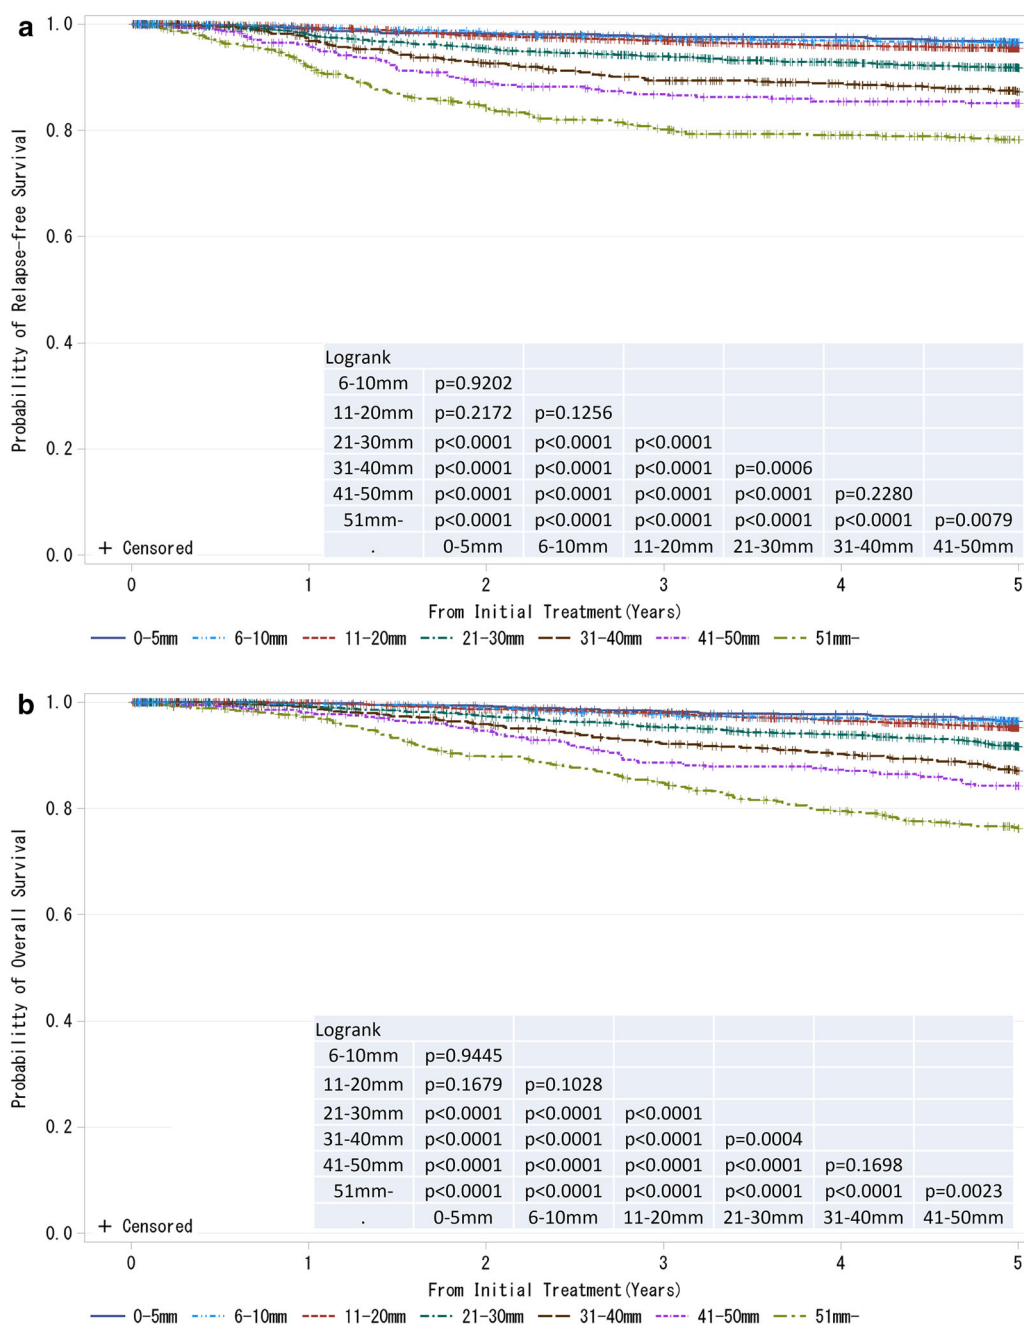 a
Probabilitty of Relapse-free Survival
1.0
0.8
0.6
0.4
0.2
0.0
Logrank
6-10mm p=0.9202
11-20mm p=0.2172 p=0.1256
21-30mm p<0.0001 p<0.0001 p<0.0001
31-40mm p<0.0001 p<0.0001 p<0.0001 p=0.0006
41-50mm p<0.0001 p<0.0001 p<0.0001 p<0.0001 p=0.2280
51mm- p<0.0001 p<0.0001 p<0.0001 p<0.0001 p<0.0001 p=0.0079
. 0-5mm 6-10mm 11-20mm 21-30mm 31-40mm 41-50mm
+ Censored
0 1 2 3 4 5
From Initial Treatment(Years)
0-5mm 6-10mm 11-20mm 21-30mm 31-40mm 41-50mm 51mm-
b
Probabilitty of Overall Survival
1.0
0.8
0.6
0.4
0.2
0.0
Logrank
6-10mm p=0.9445
11-20mm p=0.1679 p=0.1028
21-30mm p<0.0001 p<0.0001 p<0.0001
31-40mm p<0.0001 p<0.0001 p<0.0001 p=0.0004
41-50mm p<0.0001 p<0.0001 p<0.0001 p<0.0001 p=0.1698
51mm- p<0.0001 p<0.0001 p<0.0001 p<0.0001 p<0.0001 p=0.0023
. 0-5mm 6-10mm 11-20mm 21-30mm 31-40mm 41-50mm
+ Censored
0 1 2 3 4 5
From Initial Treatment(Years)
0-5mm 6-10mm 11-20mm 21-30mm 31-40mm 41-50mm 51mm-